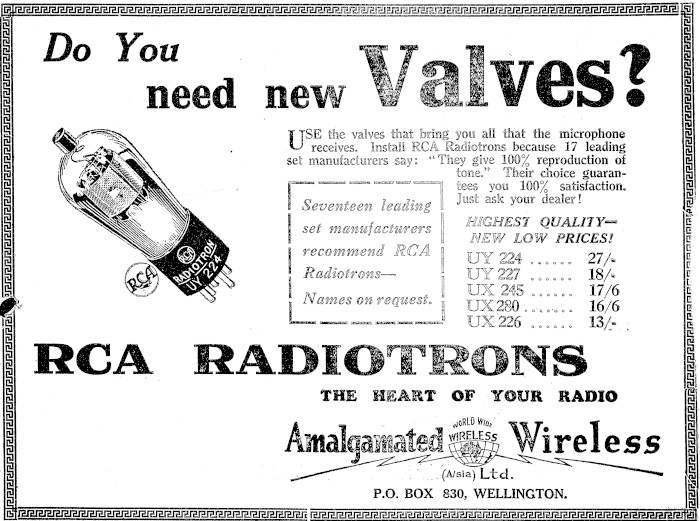 Do You
need new Valves?
USE the valves that bring you all that the microphone
receives. Install RCA Radiotrons because 17 leading
set manufacturers say: "They give 100% reproduction of
tone." Their choice guaran-
tees you 100% satisfaction.
Just ask your dealer!
Seventeen leading
set manufacturers
recommend RCA
Radiotrons—
Names on request.
HIGHEST QUALITY—
NEW LOW PRICES!
UY 224 ...... 27/-
UY 227 ...... 18/-
UX 245 ...... 17/6
UX 280 ...... 16/6
UX 226 ...... 13/-
RCA
RCA
RADIOTRON
UY 224
RCA RADIOTRONS
THE HEART OF YOUR RADIO
Amalgamated Wireless
WORLD WIDE
WIRELESS
(A/sia) Ltd.
P.O. BOX 830, WELLINGTON.